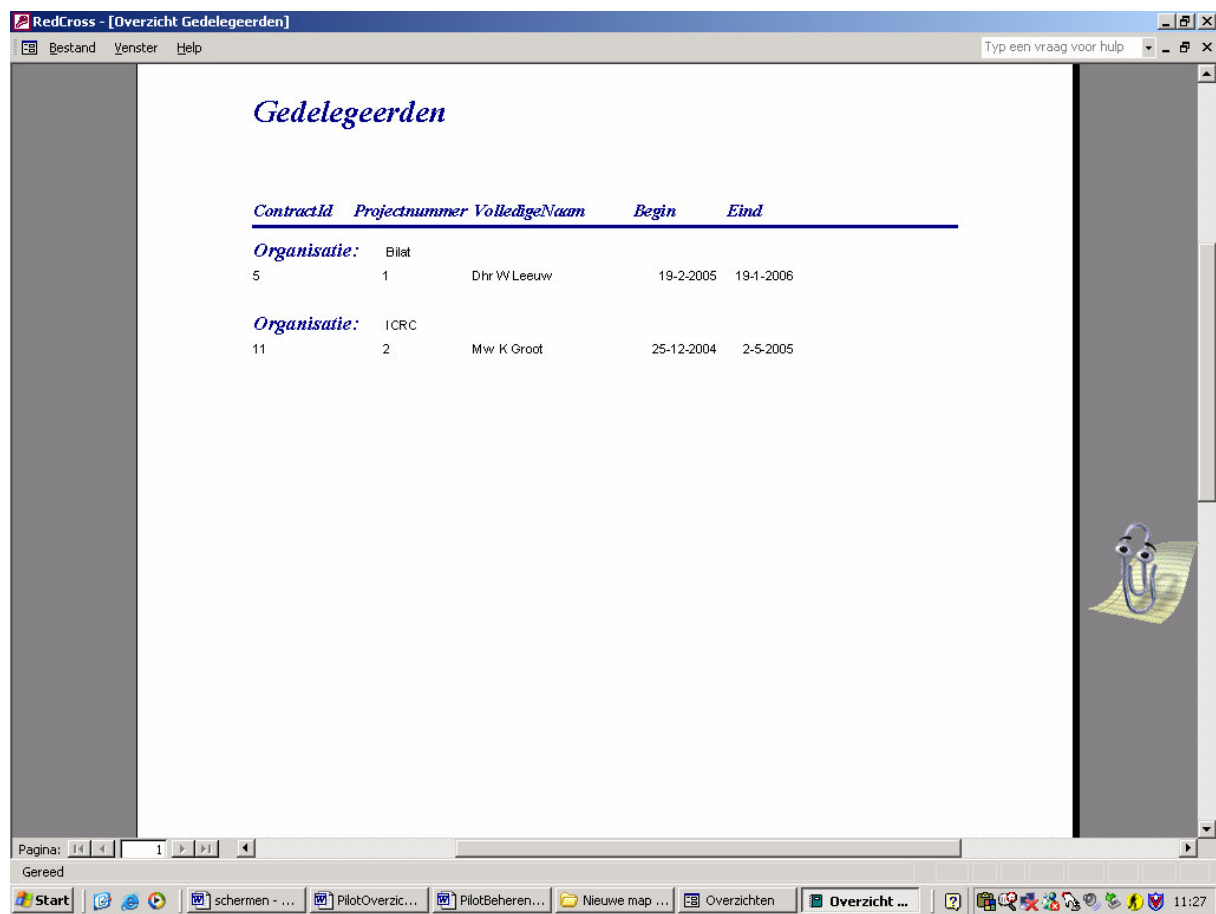 RedCross - [Overzicht Gedelegeerden]
Bestand Venster Help Typ een vraag voor hulp
Gedelegeerden
ContractId Projectnummer VolledigeNaam Begin Eind
Organisatie: Bilat
5 1 Dhr W Leeuw 19-2-2005 19-1-2006
Organisatie: ICRC
11 2 Mw K Groot 25-12-2004 2-5-2005
Pagina: 1
Gereed
Start schermen - ... PilotOverzic... PilotBeheren... Nieuwe map ... Overzichten Overzicht ... 11:27